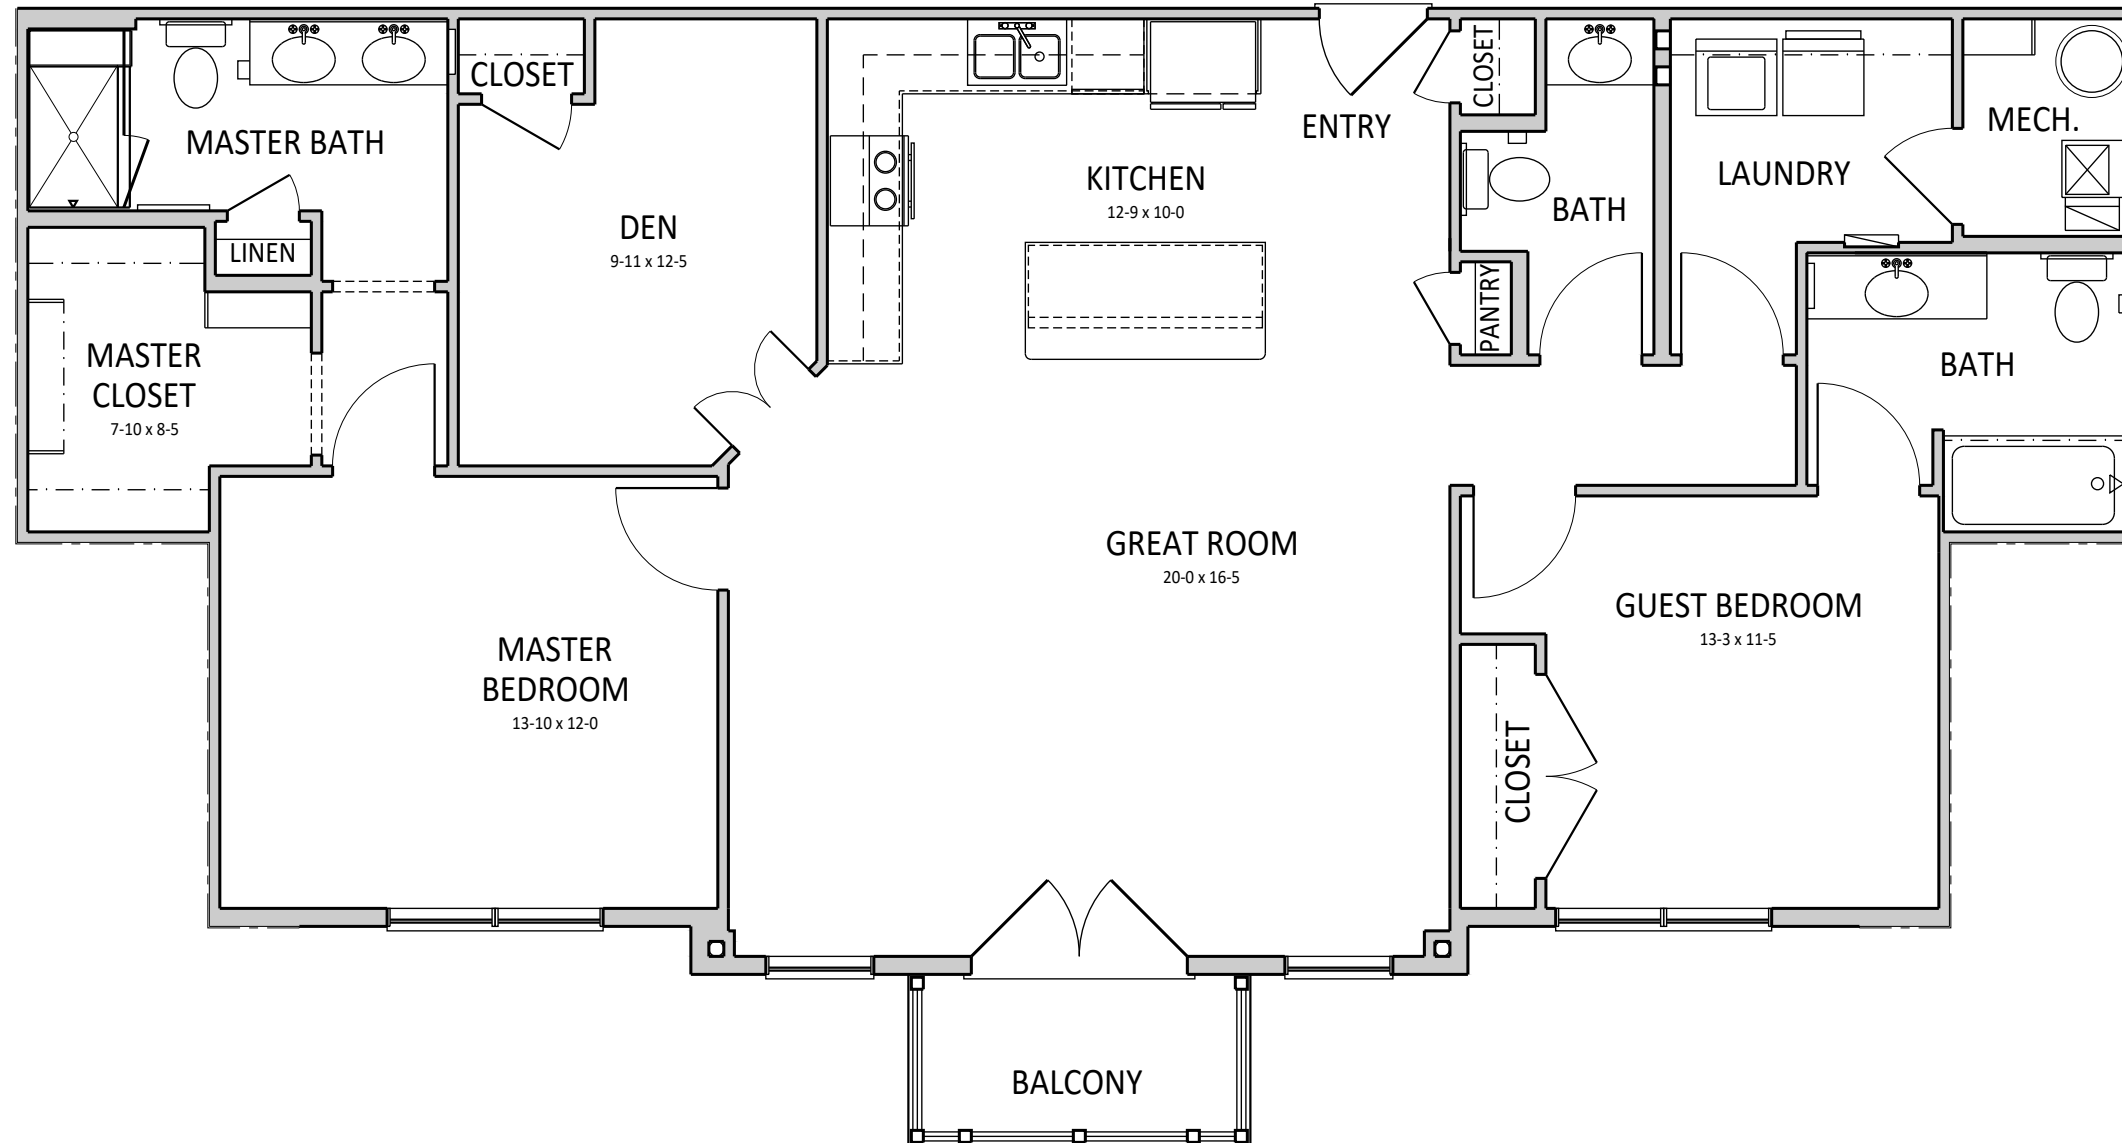 CLOSET
MASTER BATH
LINEN
MASTER
CLOSET
7-10 x 8-5
DEN
9-11 x 12-5
KITCHEN
12-9 x 10-0
ENTRY
CLOSET
BATH
PANTRY
LAUNDRY
MECH.
BATH
MASTER
BEDROOM
13-10 x 12-0
GREAT ROOM
20-0 x 16-5
GUEST BEDROOM
13-3 x 11-5
CLOSET
BALCONY